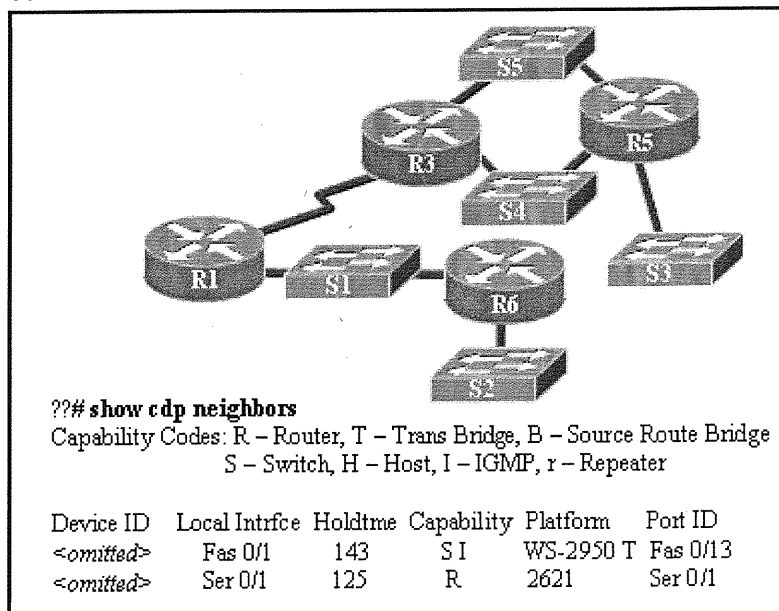 S5
R3
R5
S4
R1
S1
R6
S3
S2
??# show cdp neighbors
Capability Codes: R – Router, T – Trans Bridge, B – Source Route Bridge
S – Switch, H – Host, I – IGMP, r – Repeater
Device ID Local Intrfce Holdtme Capability Platform Port ID
<omitted> Fas 0/1 143 S I WS-2950 T Fas 0/13
<omitted> Ser 0/1 125 R 2621 Ser 0/1